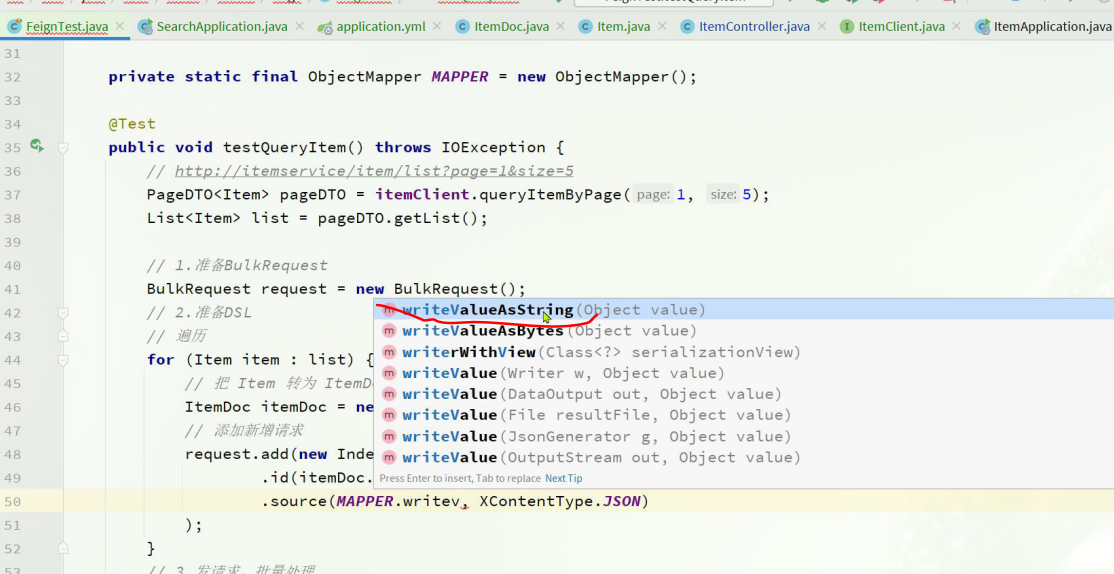 FeignTest.java SearchApplication.java application.yml ItemDoc.java Item.java ItemController.java ItemClient.java ItemApplication.java
31
32 private static final ObjectMapper MAPPER = new ObjectMapper();
33
34 @Test
35 public void testQueryItem() throws IOException {
36 // http://itemservice/item/list?page=1&size=5
37 PageDTO<Item> pageDTO = itemClient.queryItemByPage( page: 1, size: 5);
38 List<Item> list = pageDTO.getList();
39
40 // 1.准备BulkRequest
41 BulkRequest request = new BulkRequest();
42 // 2.准备DSL
43 // 遍历
44 for (Item item : list) {
45 // 把 Item 转为 ItemD
46 ItemDoc itemDoc = ne
47 // 添加新增请求
48 request.add(new Inde
49 .id(itemDoc.
50 .source(MAPPER.writev, XContentType.JSON)
51 );
52 }
53 // 3.发请求，批量处理
writeValueAsString(Object value)
writeValueAsBytes(Object value)
writerWithView(Class<?> serializationView)
writeValue(Writer w, Object value)
writeValue(DataOutput out, Object value)
writeValue(File resultFile, Object value)
writeValue(JsonGenerator g, Object value)
writeValue(OutputStream out, Object value)
Press Enter to insert, Tab to replace Next Tip